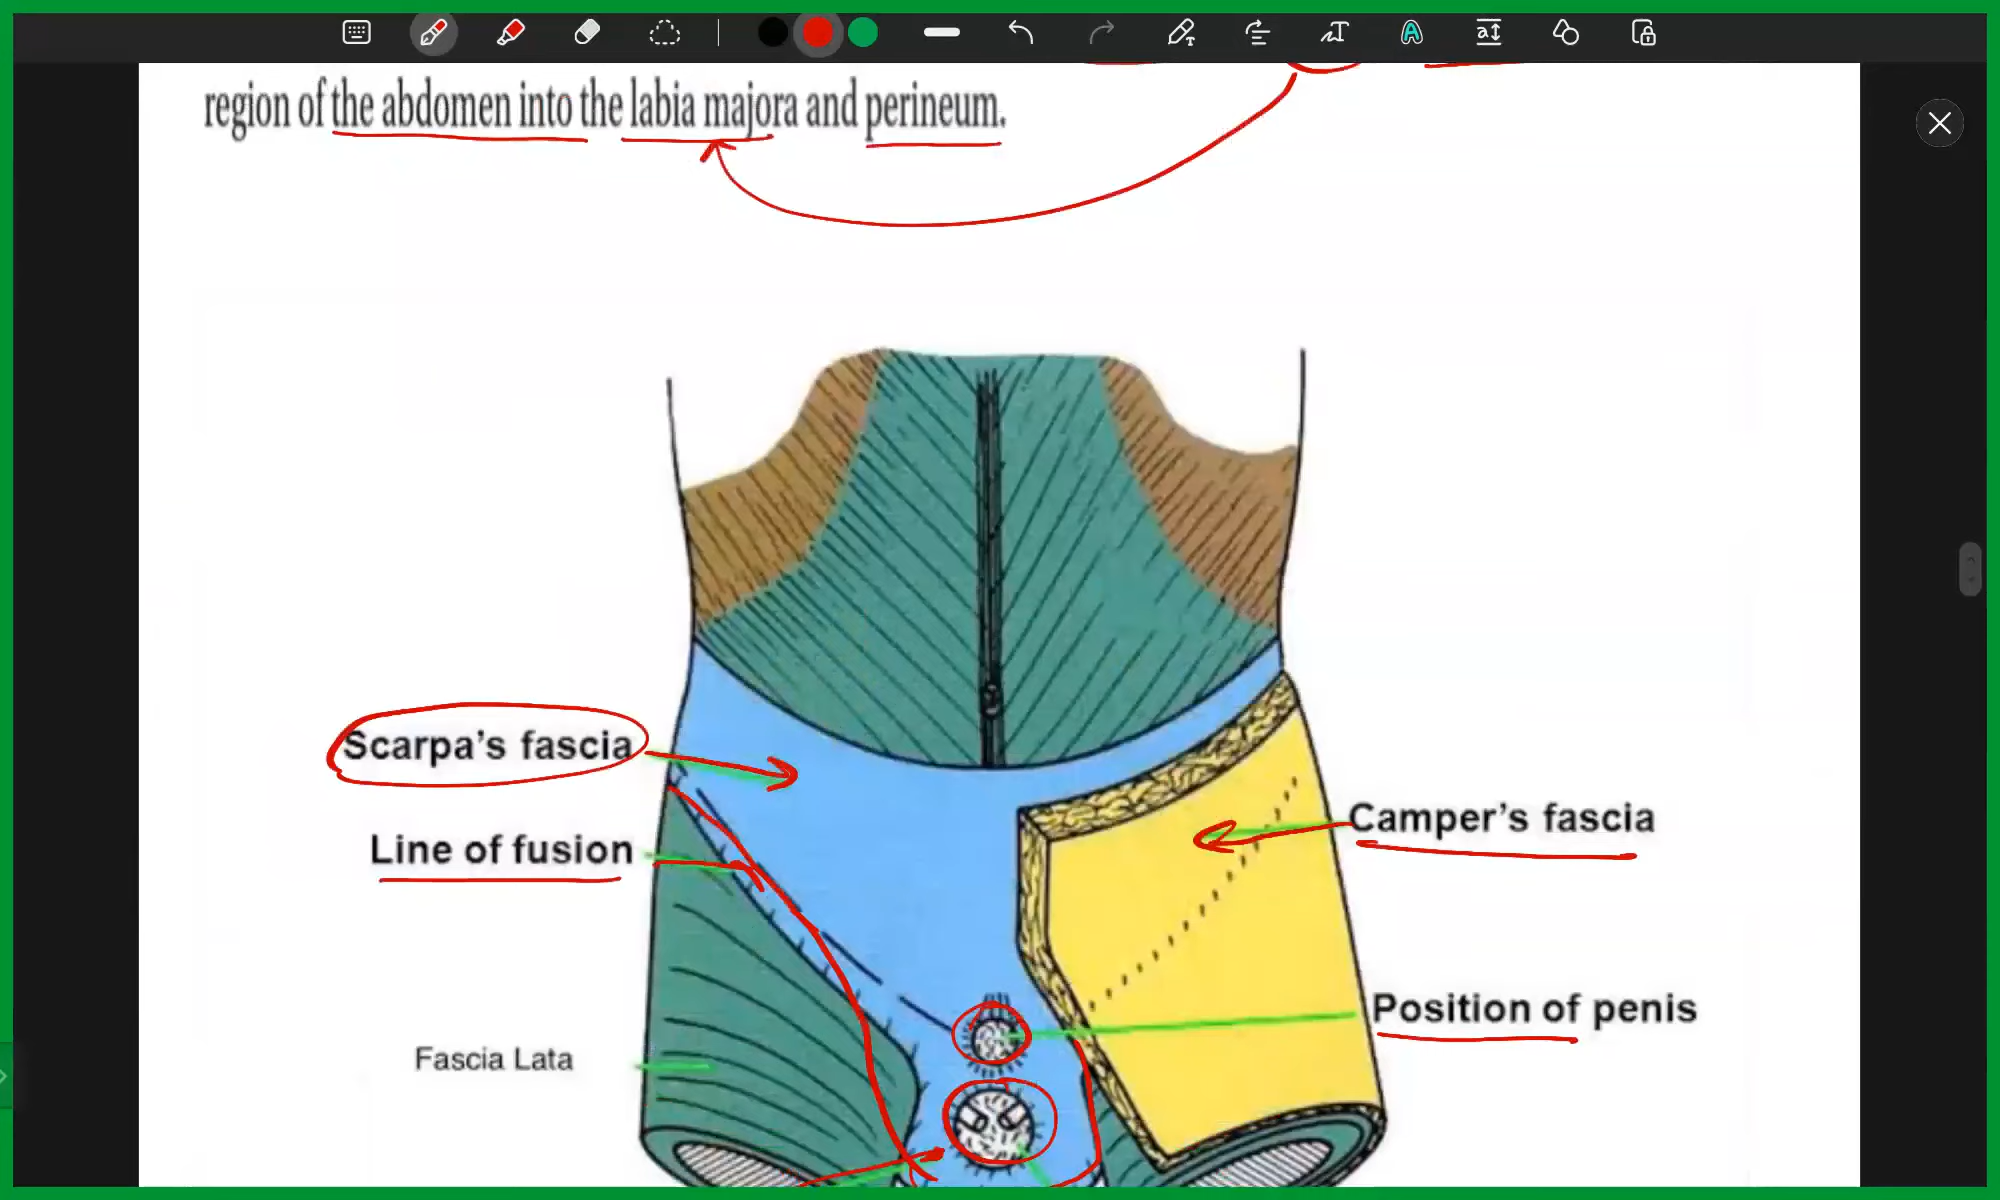 region of the abdomen into the labia majora and perineum.
Scarpa's fascia
Camper's fascia
Line of fusion
Position of penis
Fascia Lata